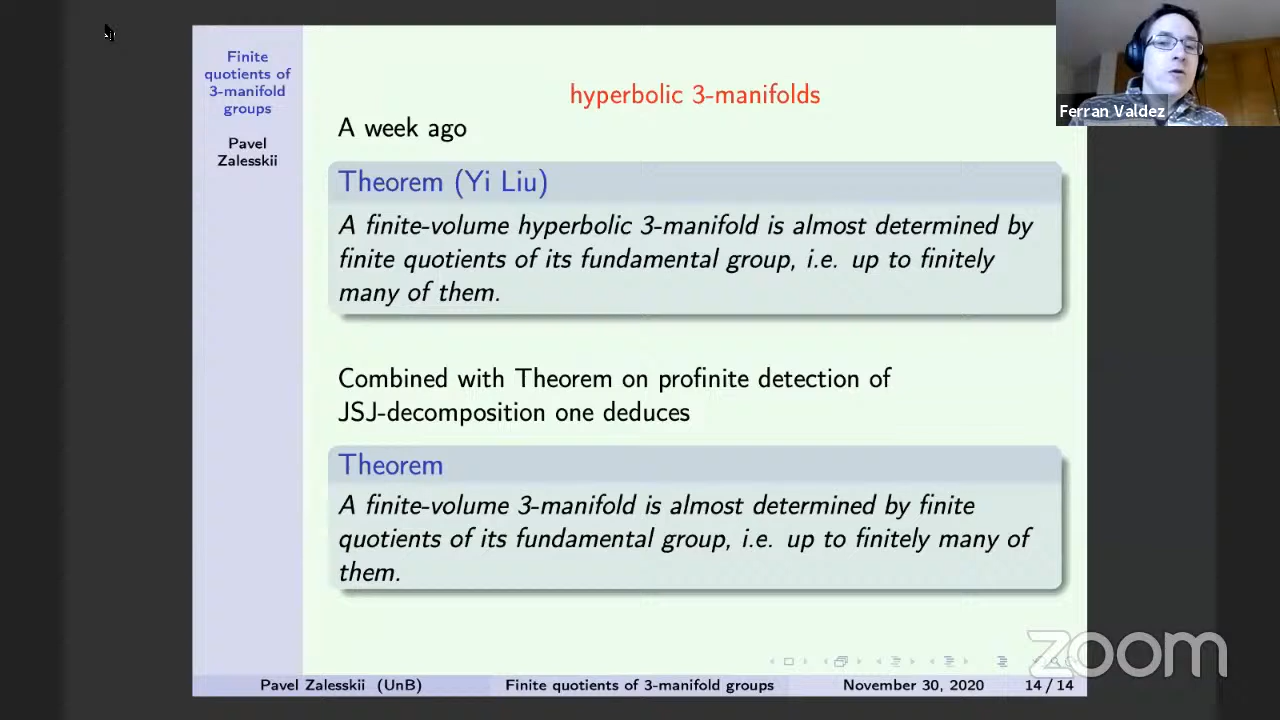 Finite
quotients of
3-manifold
groups
Pavel
Zalesskii
hyperbolic 3-manifolds
A week ago
Theorem (Yi Liu)
A finite-volume hyperbolic 3-manifold is almost determined by
finite quotients of its fundamental group, i.e. up to finitely
many of them.
Combined with Theorem on profinite detection of
JSJ-decomposition one deduces
Theorem
A finite-volume 3-manifold is almost determined by finite
quotients of its fundamental group, i.e. up to finitely many of
them.
Pavel Zalesskii (UnB) Finite quotients of 3-manifold groups November 30, 2020 14 / 14
Ferran Valdez
zoom